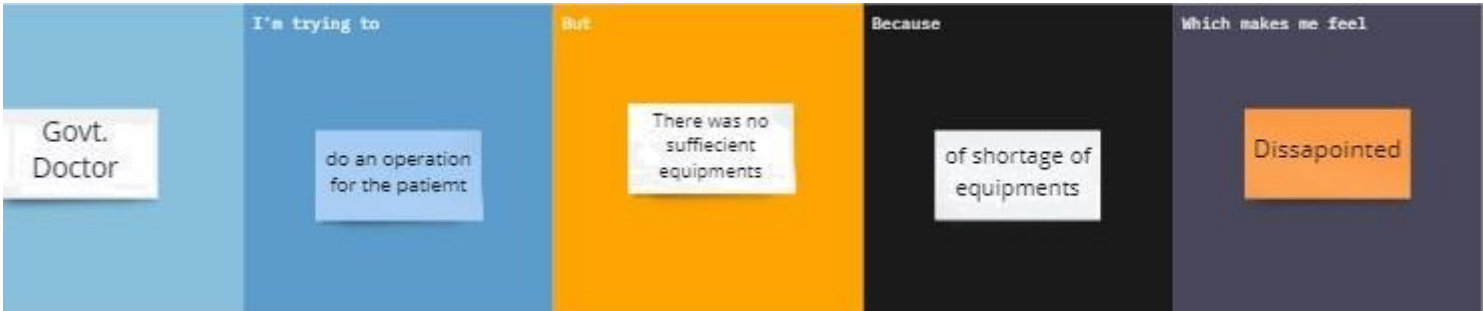 I'm trying to
But
Because
Which makes me feel
Govt.
Doctor
do an operation
for the patiemt
There was no
suffiecient
equipments
of shortage of
equipments
Dissapointed